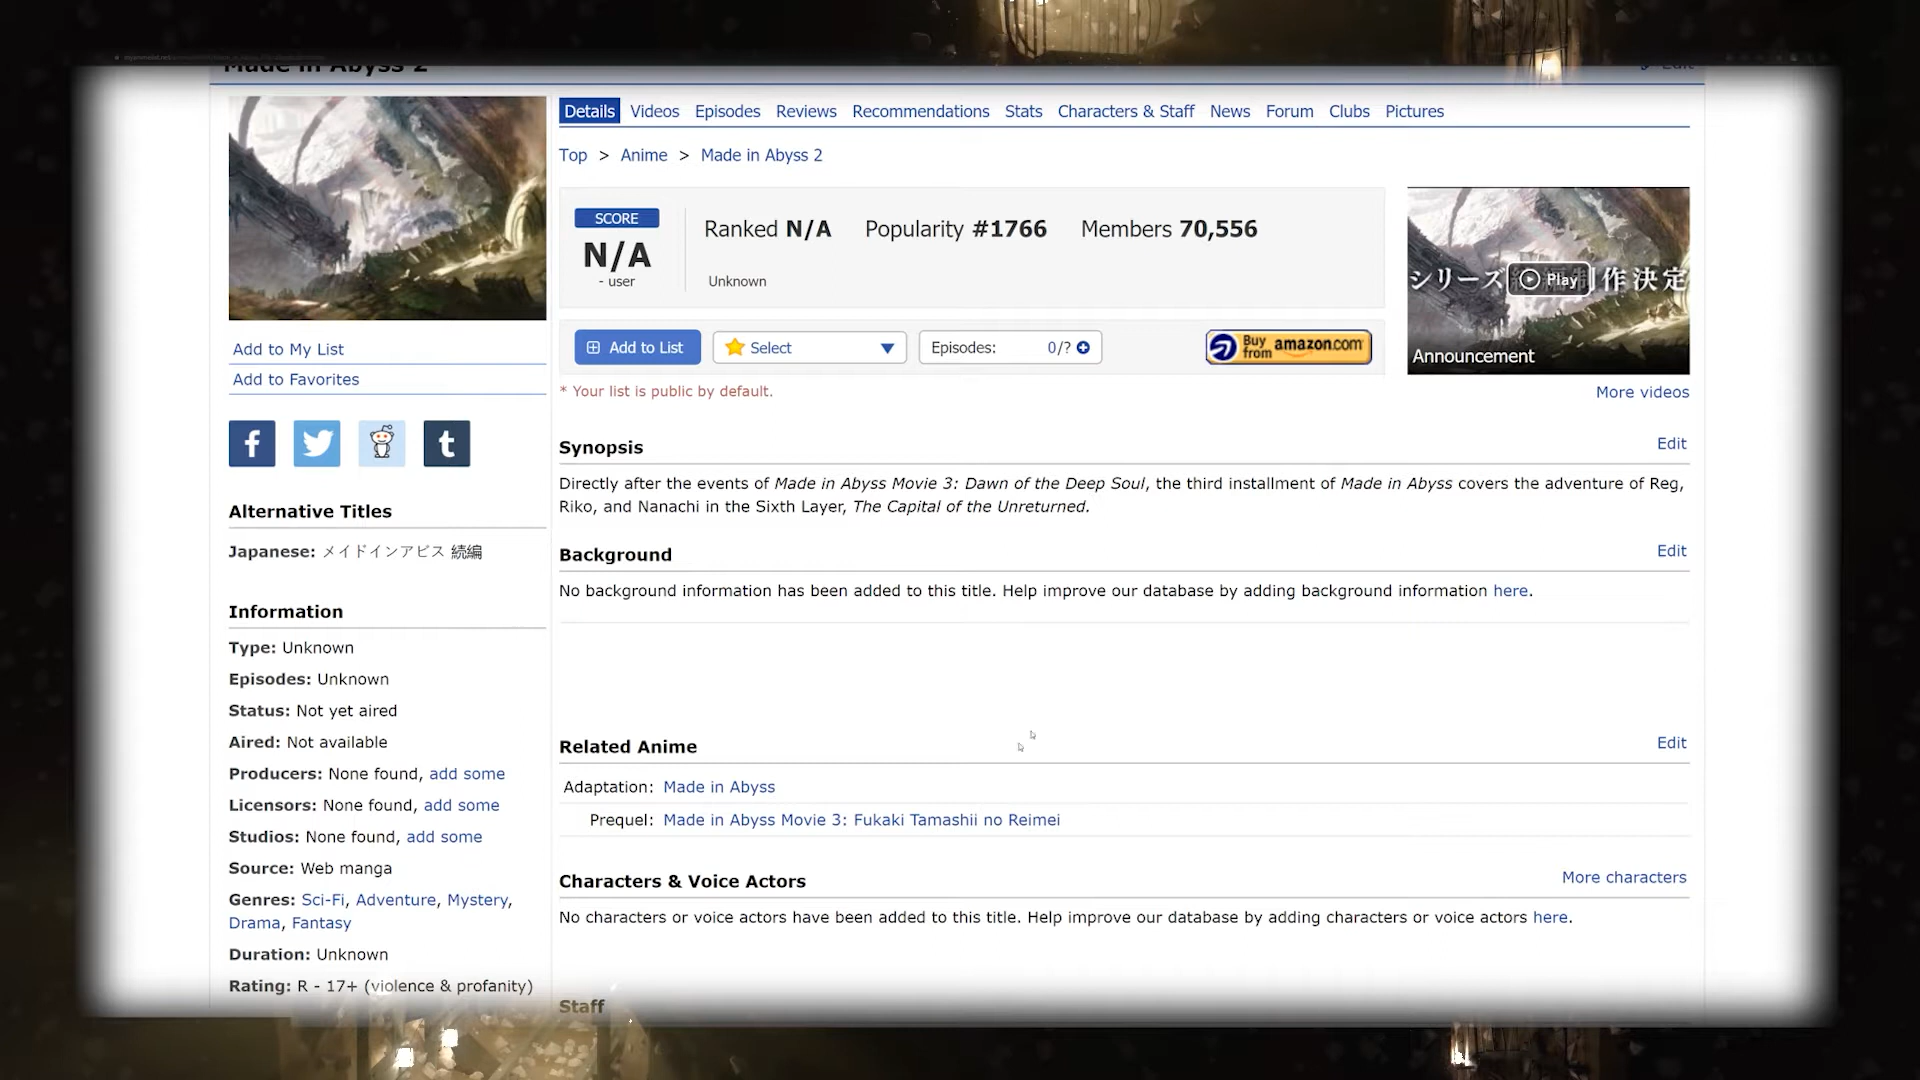 Made in Abyss 2
Edit
Details Videos Episodes Reviews Recommendations Stats Characters & Staff News Forum Clubs Pictures
Top > Anime > Made in Abyss 2
SCORE
N/A
- user
Ranked N/A Popularity #1766 Members 70,556
Unknown
シリーズ
Play
作決定
Announcement
Add to List
Select
Episodes: 0/?
Buy from amazon.com
* Your list is public by default.
More videos
Add to My List
Add to Favorites
f
t
Alternative Titles
Japanese: メイドインアビス 続編
Information
Type: Unknown
Episodes: Unknown
Status: Not yet aired
Aired: Not available
Producers: None found, add some
Licensors: None found, add some
Studios: None found, add some
Source: Web manga
Genres: Sci-Fi, Adventure, Mystery,
Drama, Fantasy
Duration: Unknown
Rating: R - 17+ (violence & profanity)
Synopsis
Edit
Directly after the events of Made in Abyss Movie 3: Dawn of the Deep Soul, the third installment of Made in Abyss covers the adventure of Reg,
Riko, and Nanachi in the Sixth Layer, The Capital of the Unreturned.
Background
Edit
No background information has been added to this title. Help improve our database by adding background information here.
Related Anime
Edit
Adaptation: Made in Abyss
Prequel: Made in Abyss Movie 3: Fukaki Tamashii no Reimei
Characters & Voice Actors
More characters
No characters or voice actors have been added to this title. Help improve our database by adding characters or voice actors here.
Staff